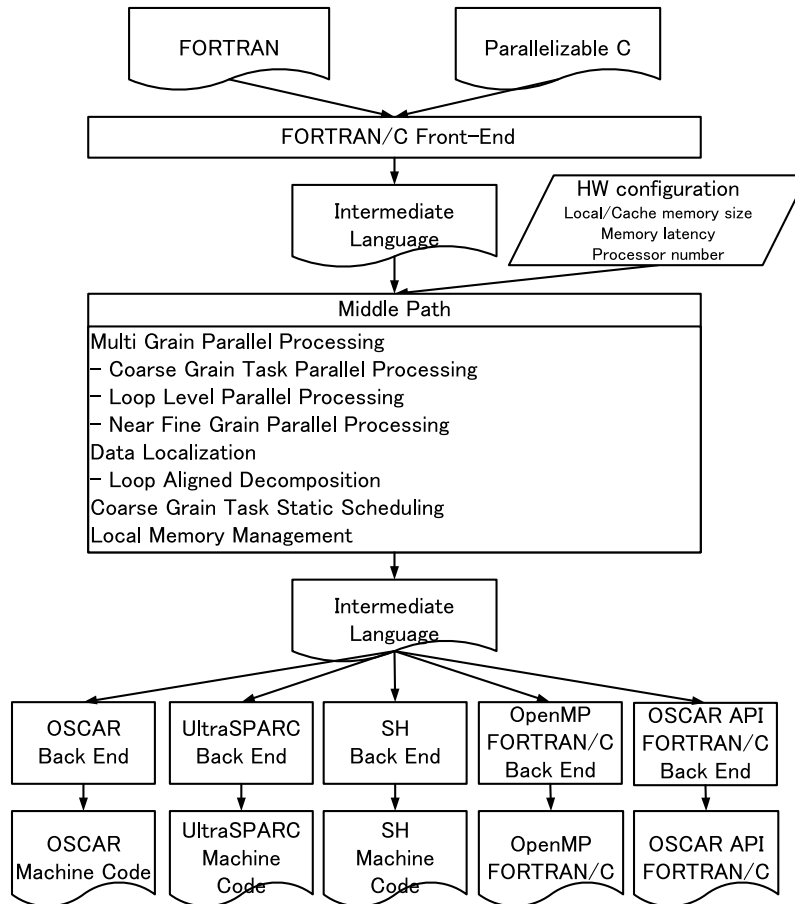 FORTRAN
Parallelizable C
FORTRAN/C Front-End
Intermediate
Language
HW configuration
Local/Cache memory size
Memory latency
Processor number
Middle Path
Multi Grain Parallel Processing
- Coarse Grain Task Parallel Processing
- Loop Level Parallel Processing
- Near Fine Grain Parallel Processing
Data Localization
- Loop Aligned Decomposition
Coarse Grain Task Static Scheduling
Local Memory Management
Intermediate
Language
OSCAR
Back End
UltraSPARC
Back End
SH
Back End
OpenMP
FORTRAN/C
Back End
OSCAR API
FORTRAN/C
Back End
OSCAR
Machine Code
UltraSPARC
Machine
Code
SH
Machine
Code
OpenMP
FORTRAN/C
OSCAR API
FORTRAN/C